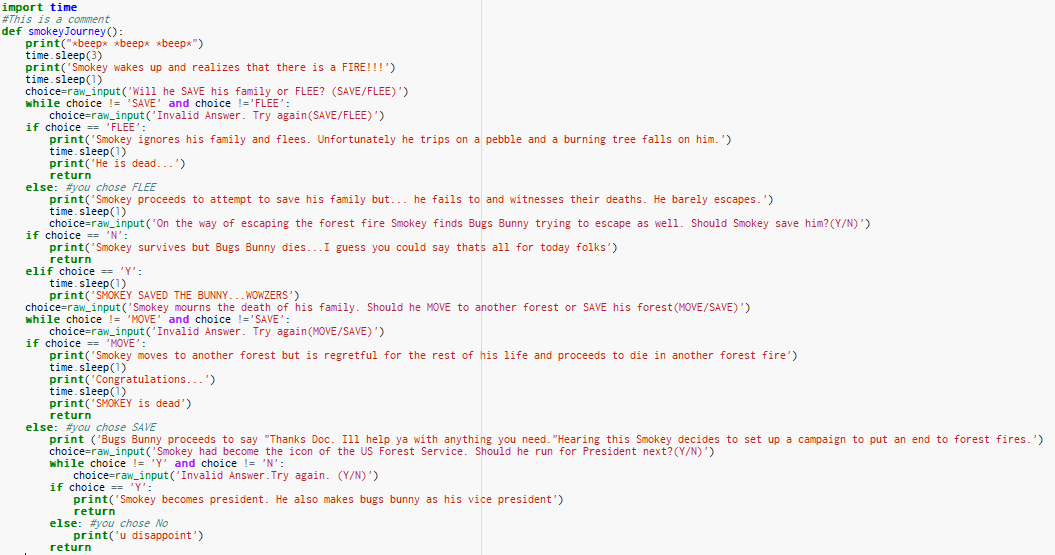 import time
#This is a comment
def smokeyJourney():
    print("*beep* *beep* *beep*")
    time.sleep(3)
    print('Smokey wakes up and realizes that there is a FIRE!!!')
    time.sleep(1)
    choice=raw_input('Will he SAVE his family or FLEE? (SAVE/FLEE)')
    while choice != 'SAVE' and choice !='FLEE':
        choice=raw_input('Invalid Answer. Try again(SAVE/FLEE)')
    if choice == 'FLEE':
        print('Smokey ignores his family and flees. Unfortunately he trips on a pebble and a burning tree falls on him.')
        time.sleep(1)
        print('He is dead...')
        return
    else: #you chose FLEE
        print('Smokey proceeds to attempt to save his family but... he fails to and witnesses their deaths. He barely escapes.')
        time.sleep(1)
        choice=raw_input('On the way of escaping the forest fire Smokey finds Bugs Bunny trying to escape as well. Should Smokey save him?(Y/N)')
    if choice == 'N':
        print('Smokey survives but Bugs Bunny dies...I guess you could say thats all for today folks')
        return
    elif choice == 'Y':
        time.sleep(1)
        print('SMOKEY SAVED THE BUNNY...WOWZERS')
    choice=raw_input('Smokey mourns the death of his family. Should he MOVE to another forest or SAVE his forest(MOVE/SAVE)')
    while choice != 'MOVE' and choice !='SAVE':
        choice=raw_input('Invalid Answer. Try again(MOVE/SAVE)')
    if choice == 'MOVE':
        print('Smokey moves to another forest but is regretful for the rest of his life and proceeds to die in another forest fire')
        time.sleep(1)
        print('Congratulations...')
        time.sleep(1)
        print('SMOKEY is dead')
        return
    else: #you chose SAVE
        print ('Bugs Bunny proceeds to say "Thanks Doc. Ill help ya with anything you need."Hearing this Smokey decides to set up a campaign to put an end to forest fires.')
        choice=raw_input('Smokey had become the icon of the US Forest Service. Should he run for President next?(Y/N)')
        while choice != 'Y' and choice != 'N':
            choice=raw_input('Invalid Answer.Try again. (Y/N)')
        if choice == 'Y':
            print('Smokey becomes president. He also makes bugs bunny as his vice president')
            return
        else: #you chose No
            print('u disappoint')
        return